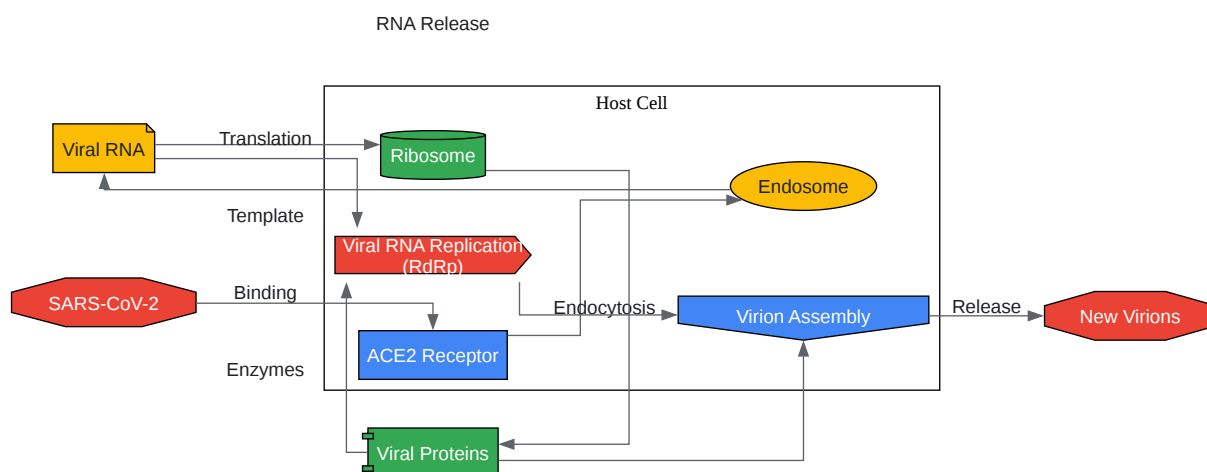 RNA Release
Host Cell
Translation
Viral RNA
Ribosome
Endosome
Template
Viral RNA Replication
(RdRp)
Binding
SARS-CoV-2
Endocytosis
Release
Virion Assembly
New Virions
ACE2 Receptor
Enzymes
Viral Proteins